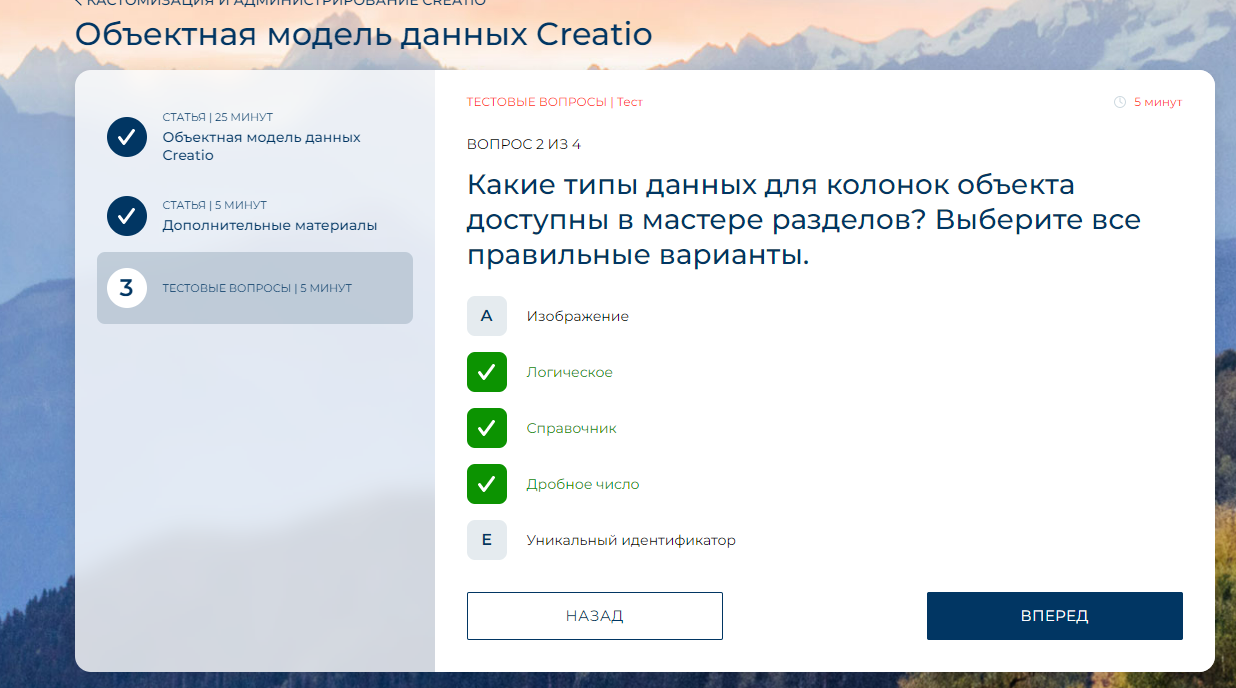 КАСТОМИЗАЦИЯ И АДМИНИСТРИРОВАНИЕ CREATIO
Объектная модель данных Creatio
СТАТЬЯ | 25 МИНУТ
Объектная модель данных
Creatio
СТАТЬЯ | 5 МИНУТ
Дополнительные материалы
3
ТЕСТОВЫЕ ВОПРОСЫ | 5 МИНУТ
ТЕСТОВЫЕ ВОПРОСЫ | Тест
5 минут
ВОПРОС 2 ИЗ 4
Какие типы данных для колонок объекта
доступны в мастере разделов? Выберите все
правильные варианты.
A Изображение
Логическое
Справочник
Дробное число
E Уникальный идентификатор
НАЗАД
ВПЕРЕД